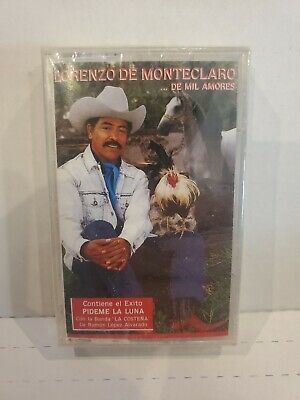 LORENZO DE MONTECLARO
... DE MIL AMORES
Contiene el Exito
PIDEME LA LUNA
Con la Banda "LA COSTEÑA"
De Ramón López Alvarado